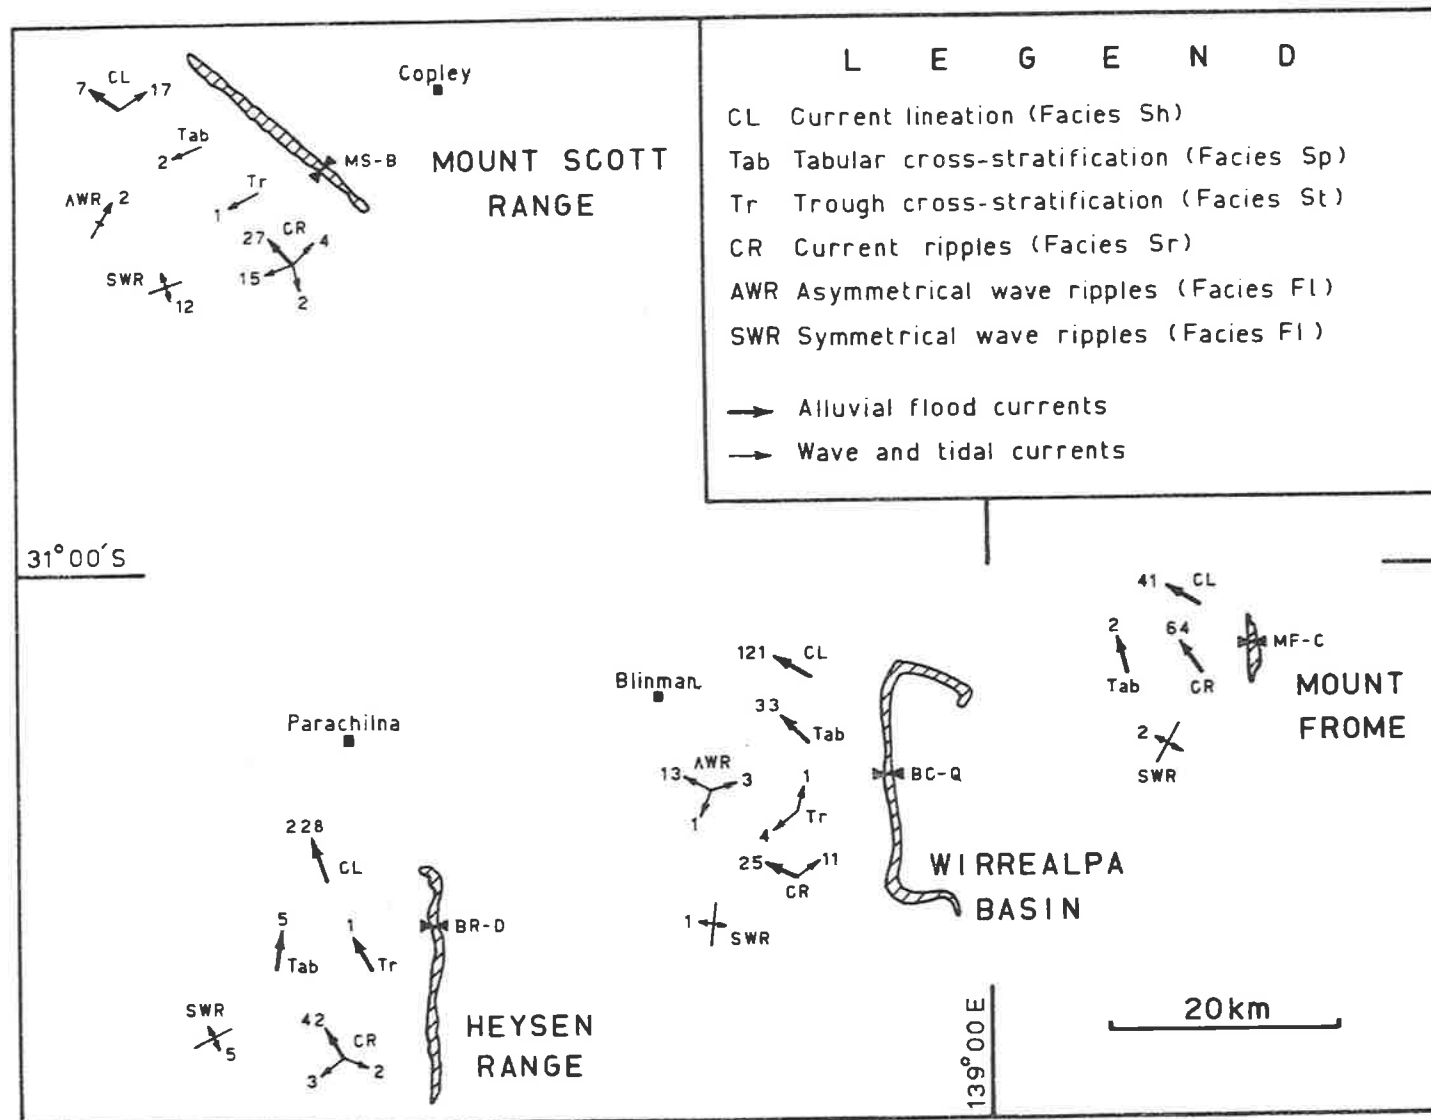 L E G E N D
CL Current lineation (Facies Sh)
Tab Tabular cross-stratification (Facies Sp)
Tr Trough cross-stratification (Facies St)
CR Current ripples (Facies Sr)
AWR Asymmetrical wave ripples (Facies Fl)
SWR Symmetrical wave ripples (Facies Fl)
Alluvial flood currents
Wave and tidal currents
Copley
MOUNT SCOTT
RANGE
MS-B
CL
7 17
Tab
2
Tr
1
AWR 2
CR
27 4
15 2
SWR
12
31°00'S
41 CL
2 64
Tab CR
MF-C
MOUNT
FROME
2
SWR
Blinman
121 CL
33
Tab
AWR
13 3
1
1
Tr
4
25 11
CR
1 SWR
BC-Q
WIRREALPA
BASIN
Parachilna
228
CL
5 1
Tab Tr
BR-D
SWR
5
42
CR
3 2
HEYSEN
RANGE
139°00'E
20km